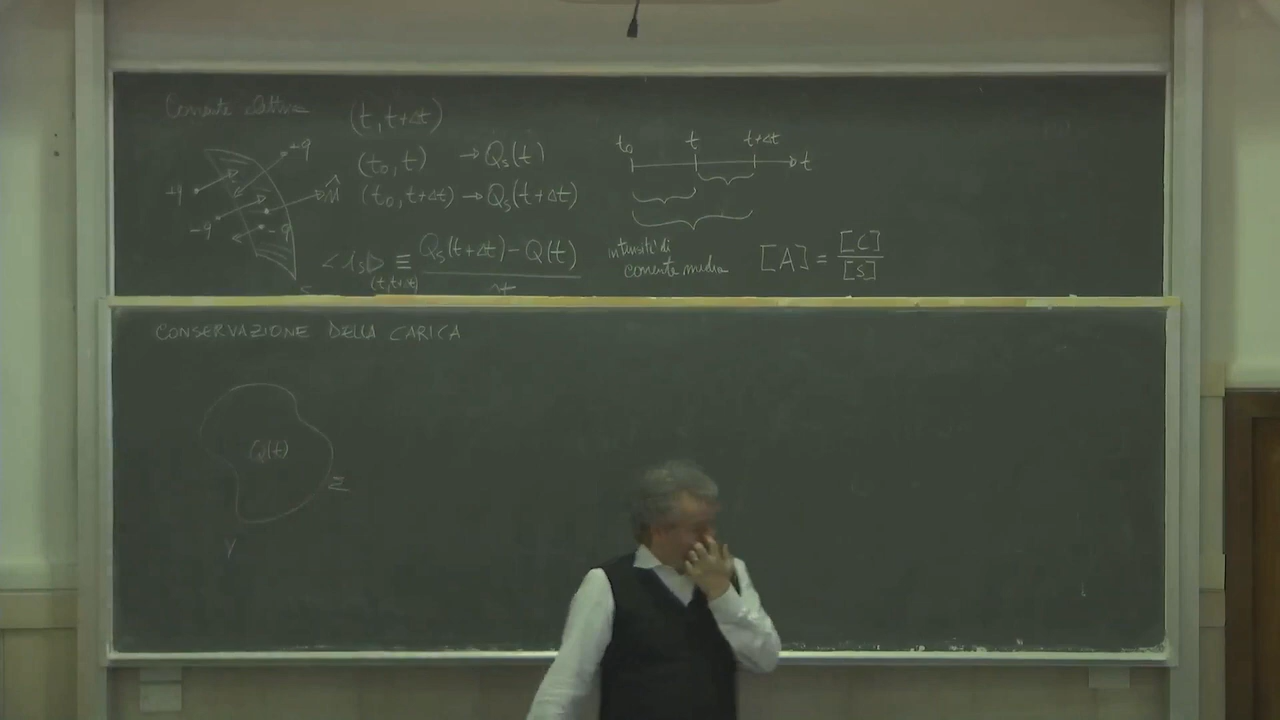 Corrente elettrica
(t, t+Δt)
(t₀, t) → Qₛ(t)
(t₀, t+Δt) → Qₛ(t+Δt)
+q
+q
-q
-q
n̂
<iₛ> ≡ Qₛ(t+Δt) - Q(t)
(t, t+Δt)
t₀ t t+Δt t
intensità di
corrente media
[A] = [C]
[s]
CONSERVAZIONE DELLA CARICA
Q(t)
Σ